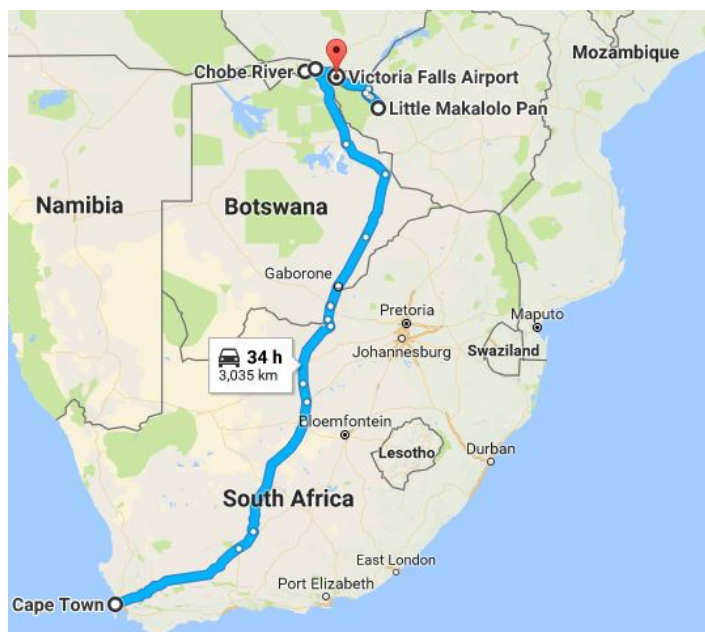 Mozambique
Chobe River
Victoria Falls Airport
Little Makalolo Pan
Namibia
Botswana
Gaborone
Pretoria
Maputo
Johannesburg
Swaziland
34 h
3,035 km
Bloemfontein
Lesotho
Durban
South Africa
East London
Port Elizabeth
Cape Town